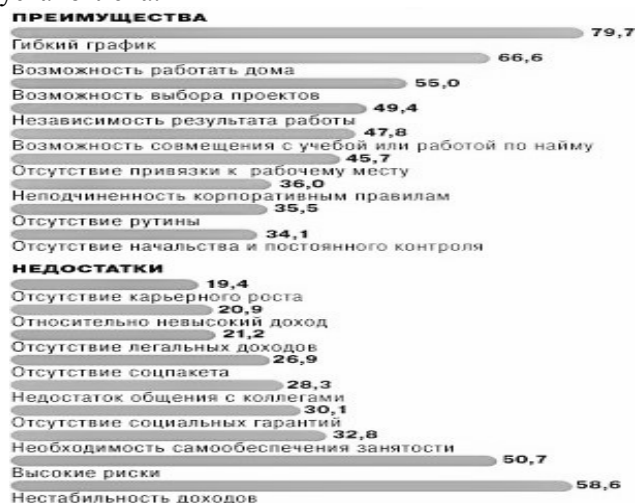 ПРЕИМУЩЕСТВА
79,7
Гибкий график
66,6
Возможность работать дома
55,0
Возможность выбора проектов
49,4
Независимость результата работы
47,8
Возможность совмещения с учебой или работой по найму
45,7
Отсутствие привязки к рабочему месту
36,0
Неподчиненность корпоративным правилам
35,5
Отсутствие рутины
34,1
Отсутствие начальства и постоянного контроля
НЕДОСТАТКИ
19,4
Отсутствие карьерного роста
20,9
Относительно невысокий доход
21,2
Отсутствие легальных доходов
26,9
Отсутствие соцпакета
28,3
Недостаток общения с коллегами
30,1
Отсутствие социальных гарантий
32,8
Необходимость самообеспечения занятости
50,7
Высокие риски
58,6
Нестабильность доходов